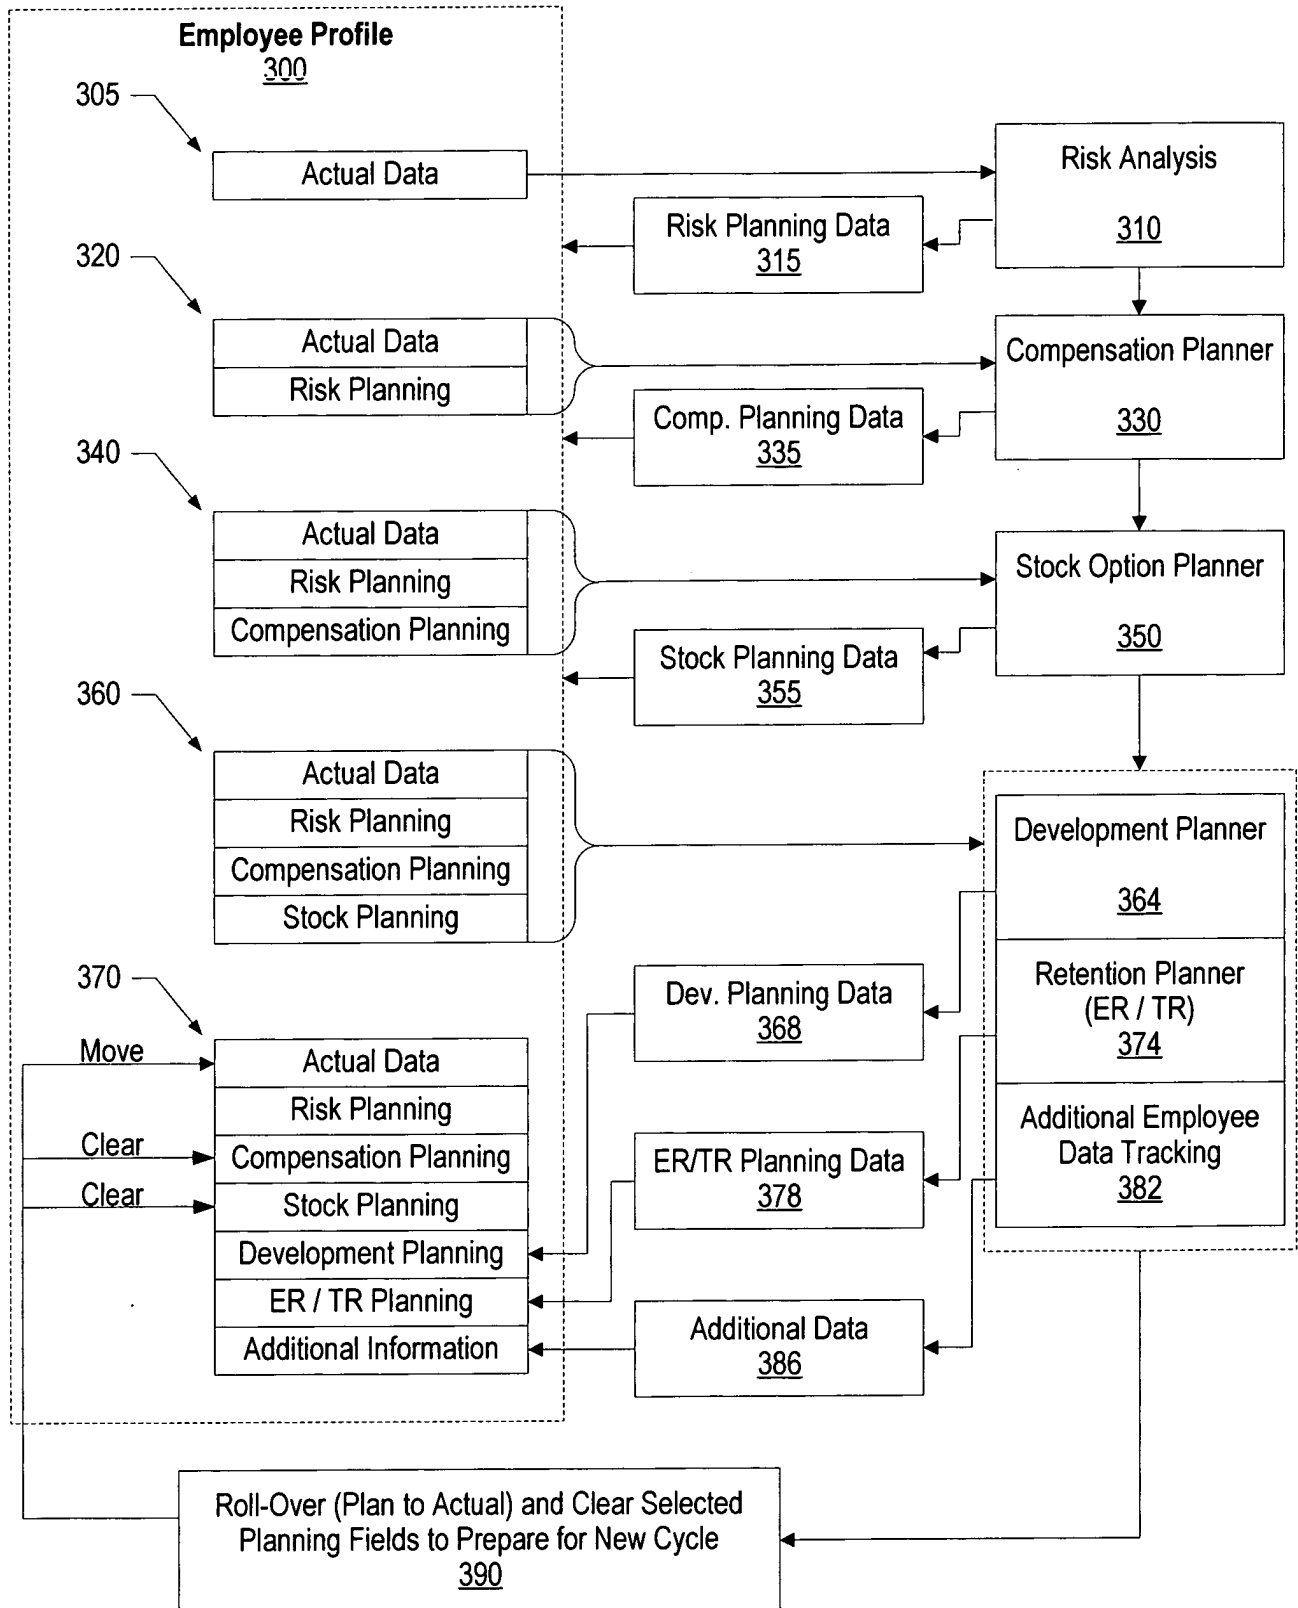 Employee Profile
300
305
Actual Data
Risk Analysis
310
Risk Planning Data
315
320
Actual Data
Risk Planning
Compensation Planner
330
Comp. Planning Data
335
340
Actual Data
Risk Planning
Compensation Planning
Stock Option Planner
350
Stock Planning Data
355
360
Actual Data
Risk Planning
Compensation Planning
Stock Planning
Development Planner
364
Retention Planner
(ER / TR)
374
Additional Employee
Data Tracking
382
Dev. Planning Data
368
ER/TR Planning Data
378
Additional Data
386
370
Move
Clear
Clear
Actual Data
Risk Planning
Compensation Planning
Stock Planning
Development Planning
ER / TR Planning
Additional Information
Roll-Over (Plan to Actual) and Clear Selected
Planning Fields to Prepare for New Cycle
390